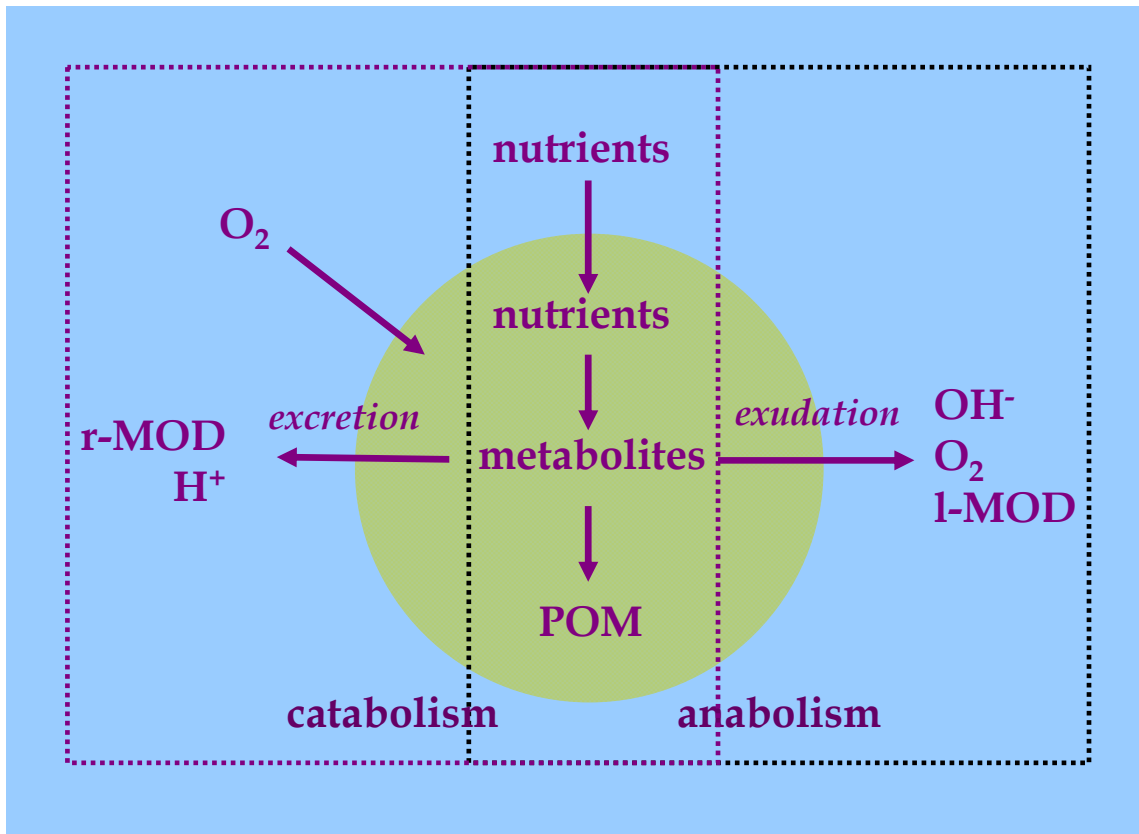 nutrients
O₂
nutrients
excretion
exudation
r-MOD
H⁺
metabolites
OH⁻
O₂
l-MOD
POM
catabolism
anabolism